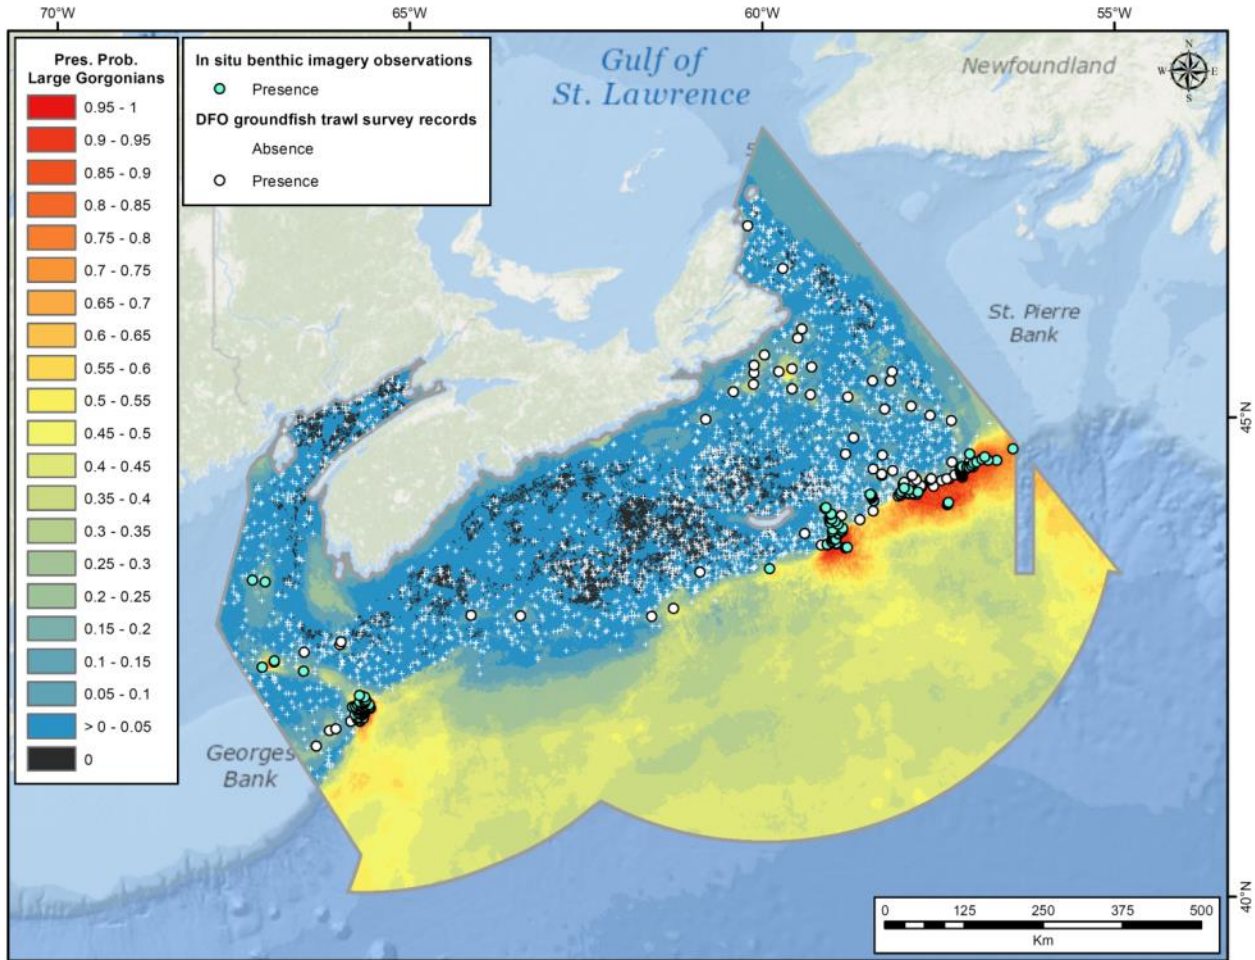 70°W
65°W
60°W
55°W
Pres. Prob.
Large Gorgonians
0.95 - 1
0.9 - 0.95
0.85 - 0.9
0.8 - 0.85
0.75 - 0.8
0.7 - 0.75
0.65 - 0.7
0.6 - 0.65
0.55 - 0.6
0.5 - 0.55
0.45 - 0.5
0.4 - 0.45
0.35 - 0.4
0.3 - 0.35
0.25 - 0.3
0.2 - 0.25
0.15 - 0.2
0.1 - 0.15
0.05 - 0.1
> 0 - 0.05
0
In situ benthic imagery observations
Presence
DFO groundfish trawl survey records
Absence
Presence
Gulf of
St. Lawrence
Newfoundland
N
W E
S
St. Pierre
Bank
45°N
Georges
Bank
40°N
0 125 250 375 500
Km